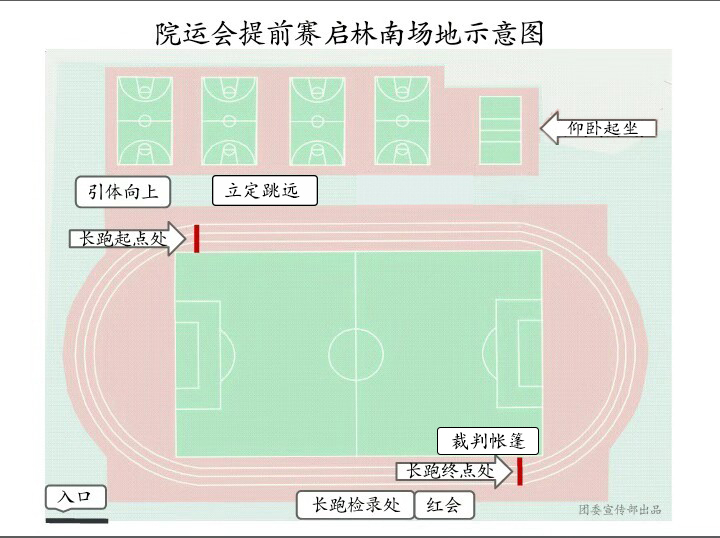 院运会提前赛启林南场地示意图
仰卧起坐
引体向上
立定跳远
长跑起点处
裁判帐篷
长跑终点处
入口
长跑检录处
红会
团委宣传部出品